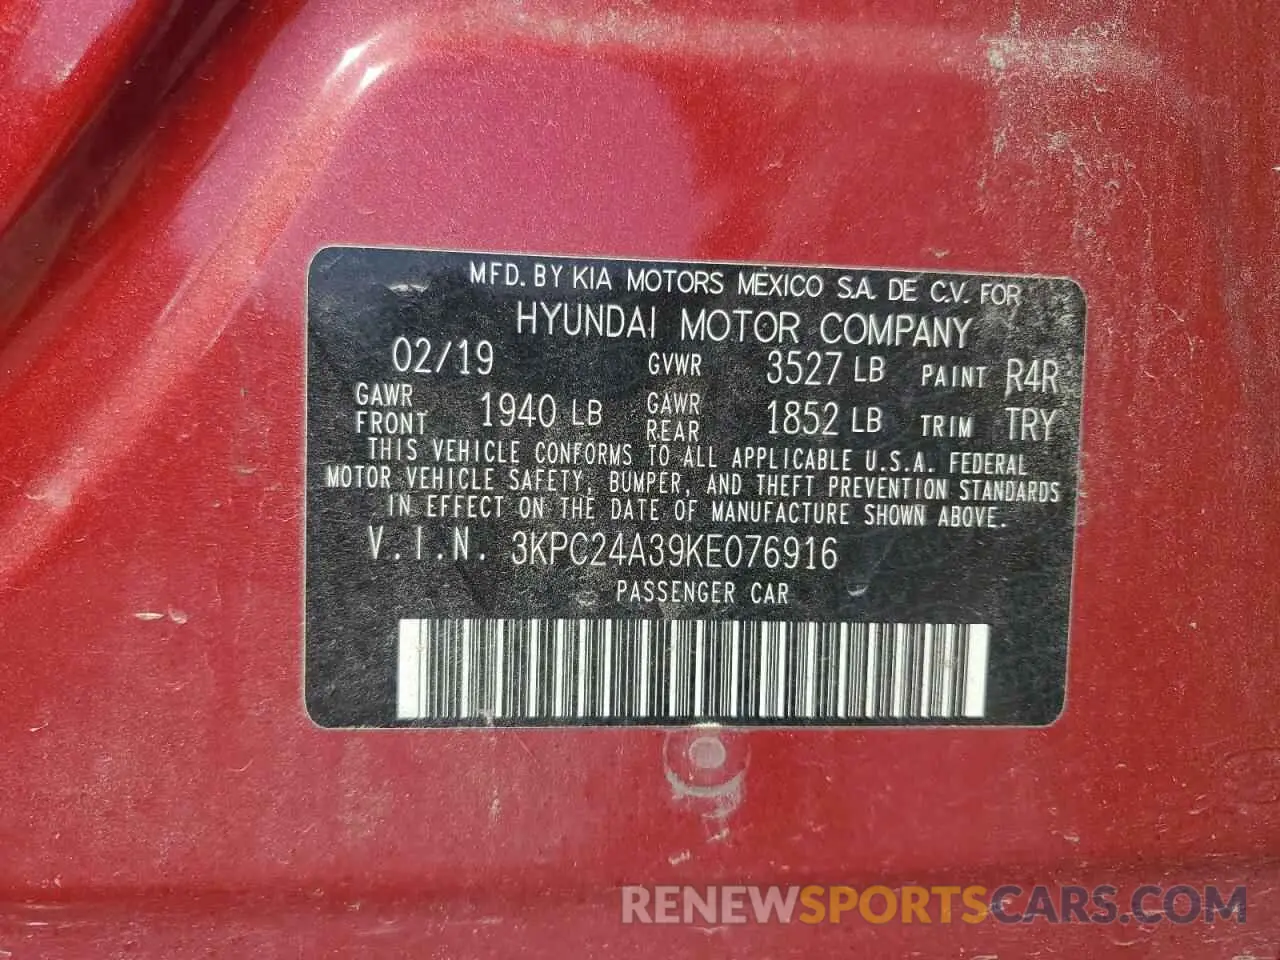 MFD. BY KIA MOTORS MÉXICO S.A. DE C.V. FOR
HYUNDAI MOTOR COMPANY
02/19 GVWR 3527 LB PAINT R4R
GAWR FRONT 1940 LB GAWR REAR 1852 LB TRIM TRY
THIS VEHICLE CONFORMS TO ALL APPLICABLE U.S.A. FEDERAL
MOTOR VEHICLE SAFETY, BUMPER, AND THEFT PREVENTION STANDARDS
IN EFFECT ON THE DATE OF MANUFACTURE SHOWN ABOVE.
V.I.N. 3KPC24A39KE076916
PASSENGER CAR
RENEWSPORTSCARS.COM